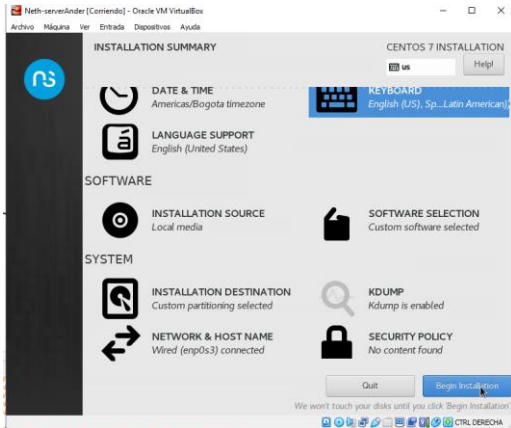 Neth-serverAnder [Corriendo] - Oracle VM VirtualBox
Archivo Máquina Ver Entrada Dispositivos Ayuda
INSTALLATION SUMMARY
CENTOS 7 INSTALLATION
us
Help!
DATE & TIME
Americas/Bogota timezone
KEYBOARD
English (US), Sp...Latin American)
LANGUAGE SUPPORT
English (United States)
SOFTWARE
INSTALLATION SOURCE
Local media
SOFTWARE SELECTION
Custom software selected
SYSTEM
INSTALLATION DESTINATION
Custom partitioning selected
KDUMP
Kdump is enabled
NETWORK & HOST NAME
Wired (enp0s3) connected
SECURITY POLICY
No content found
Quit
Begin Installation
We won't touch your disks until you click 'Begin Installation'.
CTRL DERECHA